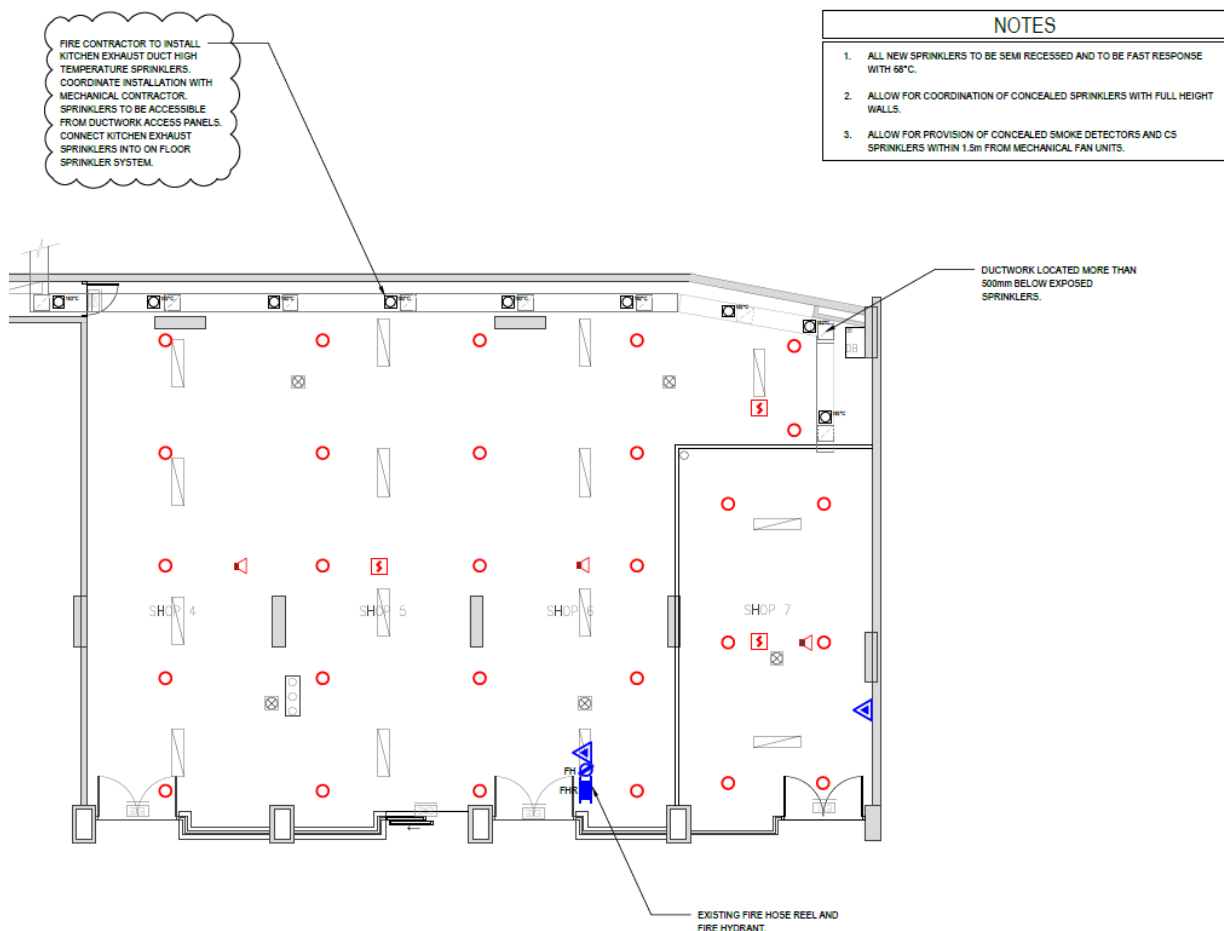 FIRE CONTRACTOR TO INSTALL
KITCHEN EXHAUST DUCT HIGH
TEMPERATURE SPRINKLERS.
COORDINATE INSTALLATION WITH
MECHANICAL CONTRACTOR.
SPRINKLERS TO BE ACCESSIBLE
FROM DUCTWORK ACCESS PANELS.
CONNECT KITCHEN EXHAUST
SPRINKLERS INTO ON FLOOR
SPRINKLER SYSTEM.
NOTES
1. ALL NEW SPRINKLERS TO BE SEMI RECESSED AND TO BE FAST RESPONSE
WITH 68°C.
2. ALLOW FOR COORDINATION OF CONCEALED SPRINKLERS WITH FULL HEIGHT
WALLS.
3. ALLOW FOR PROVISION OF CONCEALED SMOKE DETECTORS AND CS
SPRINKLERS WITHIN 1.5m FROM MECHANICAL FAN UNITS.
DUCTWORK LOCATED MORE THAN
500mm BELOW EXPOSED
SPRINKLERS.
DB
SHOP 4
SHOP 5
SHOP 6
SHOP 7
FH
FHR
EXISTING FIRE HOSE REEL AND
FIRE HYDRANT.